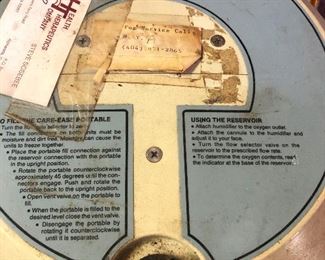 HEALTH
THERAPEUTICS
COMPANY
STEVE
For Service Call:
(404)
TO FILL THE CARE-EASE PORTABLE
Turn the flow selector to zero.
• The fill connectors on both units must be
moisture and dirt free. Moisture can cause the
units to freeze together.
• Place the portable fill connection against
the reservoir connection with the portable
in the upright position.
• Rotate the portable counterclockwise
approximately 45 degrees until the con-
nectors engage. Push and rotate the
portable back to the upright position.
• Open vent valve on the portable to
fill.
• When the portable is filled to the
desired level close the vent valve.
• Disengage the portable by
rotating it counterclockwise
until it is separated.
USING THE RESERVOIR
• Attach humidifier to the oxygen outlet.
• Attach the cannula to the humidifier and
adjust it to your face.
• Turn the flow selector valve on the
reservoir to the prescribed flow rate.
• To determine the oxygen contents, read
the indicator at the base of the reservoir.